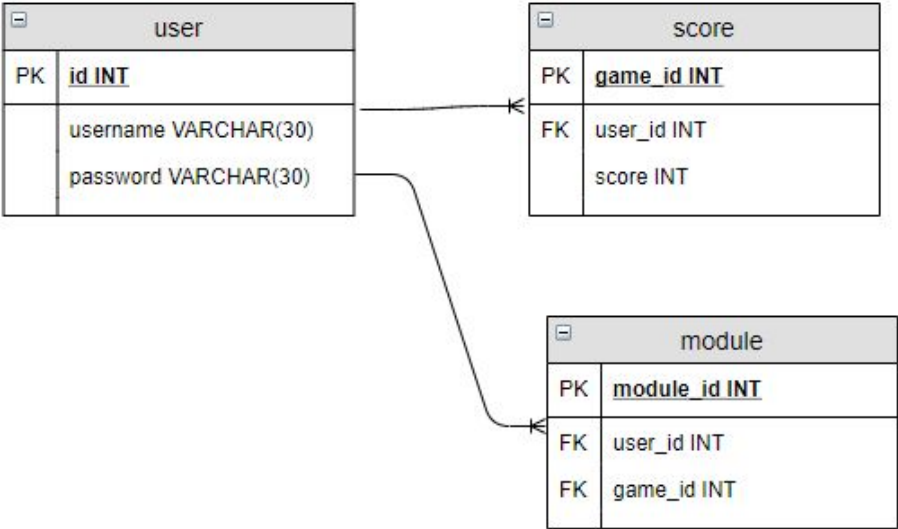 user
PK id INT
username VARCHAR(30)
password VARCHAR(30)
score
PK game_id INT
FK user_id INT
score INT
module
PK module_id INT
FK user_id INT
FK game_id INT